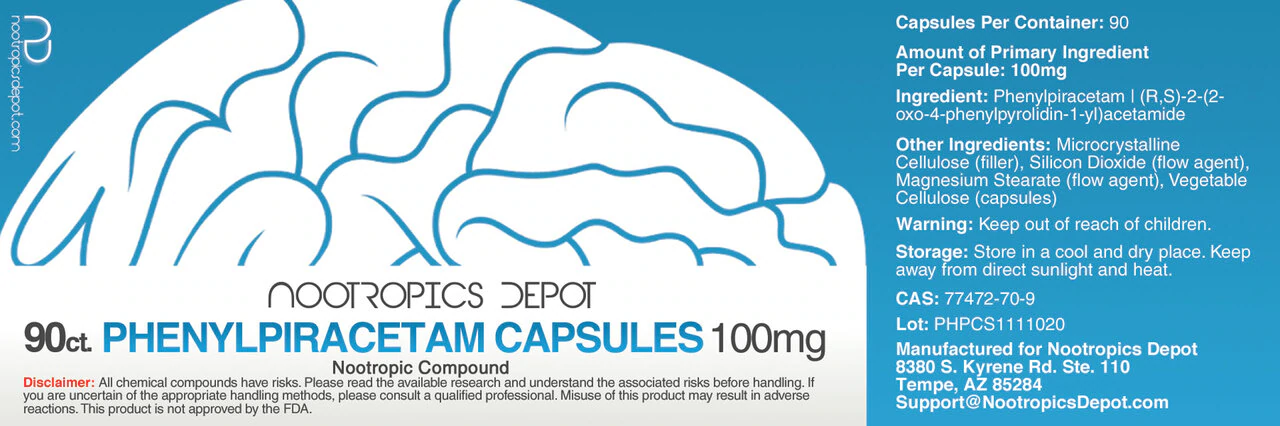 nootropicsdepot.com
NOOTROPICS DEPOT
90ct. PHENYLPIRACETAM CAPSULES 100mg
Nootropic Compound
Disclaimer: All chemical compounds have risks. Please read the available research and understand the associated risks before handling. If
you are uncertain of the appropriate handling methods, please consult a qualified professional. Misuse of this product may result in adverse
reactions. This product is not approved by the FDA.
Capsules Per Container: 90
Amount of Primary Ingredient
Per Capsule: 100mg
Ingredient: Phenylpiracetam | (R,S)-2-(2-
oxo-4-phenylpyrolidin-1-yl)acetamide
Other Ingredients: Microcrystalline
Cellulose (filler), Silicon Dioxide (flow agent),
Magnesium Stearate (flow agent), Vegetable
Cellulose (capsules)
Warning: Keep out of reach of children.
Storage: Store in a cool and dry place. Keep
away from direct sunlight and heat.
CAS: 77472-70-9
Lot: PHPCS1111020
Manufactured for Nootropics Depot
8380 S. Kyrene Rd. Ste. 110
Tempe, AZ 85284
Support@NootropicsDepot.com